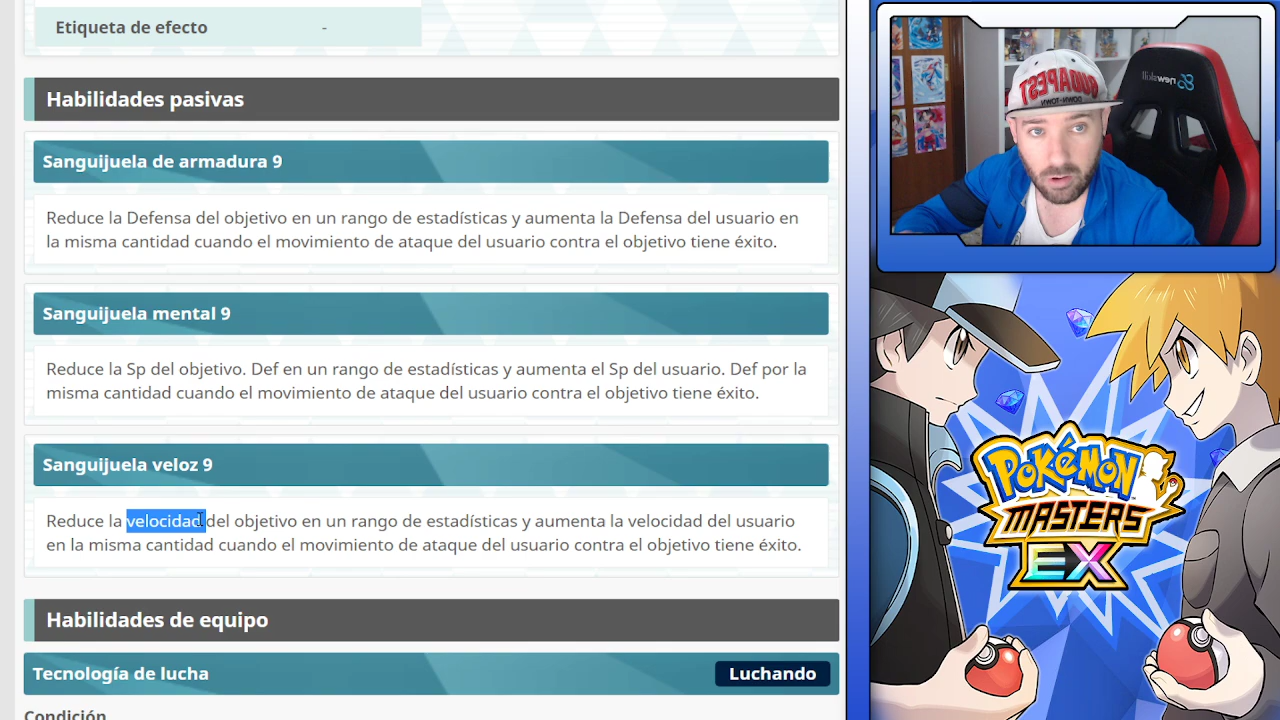 Etiqueta de efecto -
Habilidades pasivas
Sanguijuela de armadura 9
Reduce la Defensa del objetivo en un rango de estadísticas y aumenta la Defensa del usuario en
la misma cantidad cuando el movimiento de ataque del usuario contra el objetivo tiene éxito.
Sanguijuela mental 9
Reduce la Sp del objetivo. Def en un rango de estadísticas y aumenta el Sp del usuario. Def por la
misma cantidad cuando el movimiento de ataque del usuario contra el objetivo tiene éxito.
Sanguijuela veloz 9
Reduce la velocidad del objetivo en un rango de estadísticas y aumenta la velocidad del usuario
en la misma cantidad cuando el movimiento de ataque del usuario contra el objetivo tiene éxito.
Habilidades de equipo
Tecnología de lucha
Luchando
Condición
BUDAPEST
DOWN-TOWN
newskill
POKéMON
MASTERS
EX